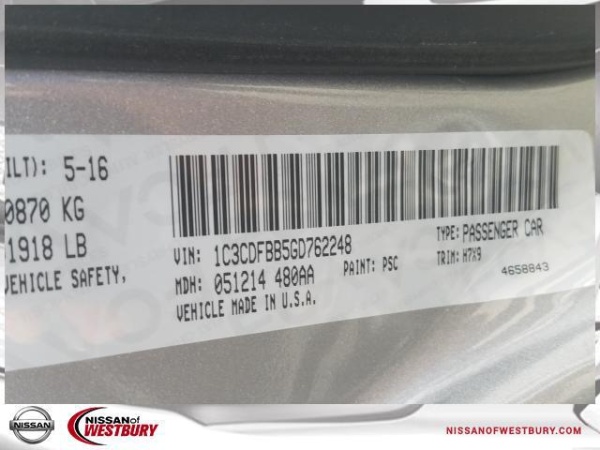 ILT): 5-16
0870 KG
1918 LB
VEHICLE SAFETY,
VIN: 1C3CDFBB5GD762248
TYPE: PASSENGER CAR
MDH: 051214 480AA
PAINT: PSC
TRIM: H7X9
VEHICLE MADE IN U.S.A.
4658843
NISSAN
NISSAN of
WESTBURY
NISSANOFWESTBURY.COM